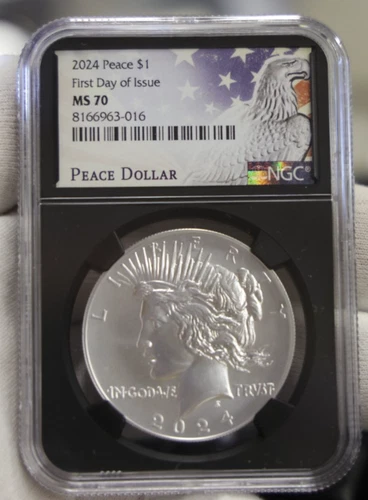 2024 Peace $1
First Day of Issue
MS 70
8166963-016
PEACE DOLLAR
NGC®
LIBERTY
IN·GOD·WE TRVST·
2024